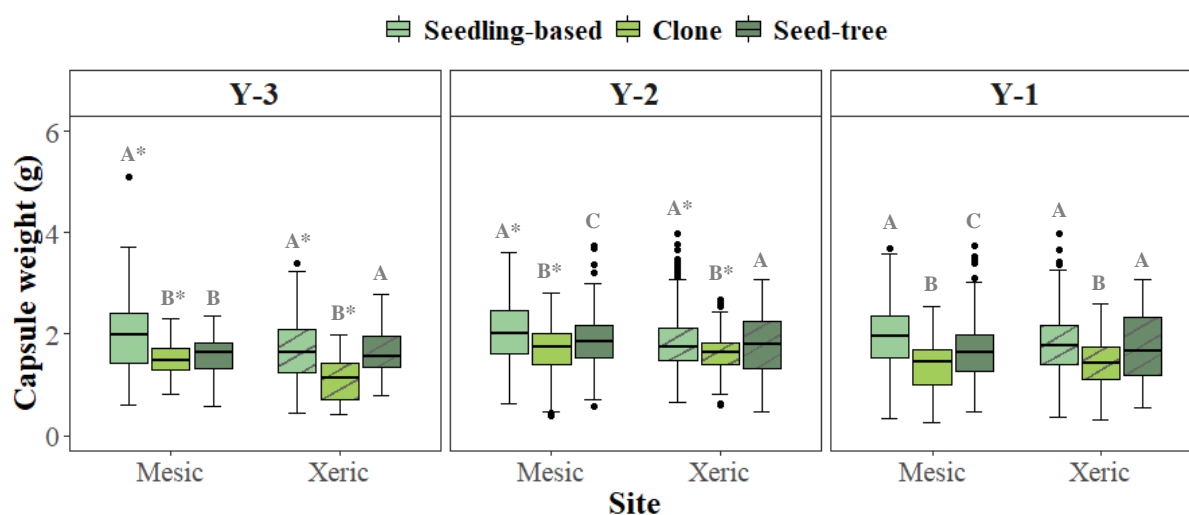 Seedling-based Clone Seed-tree
Y-3 Y-2 Y-1
Capsule weight (g)
6
4
2
0
A* B* B A* B* A
A* B* C A* B* A
A B C A B A
Mesic Xeric Mesic Xeric Mesic Xeric
Site